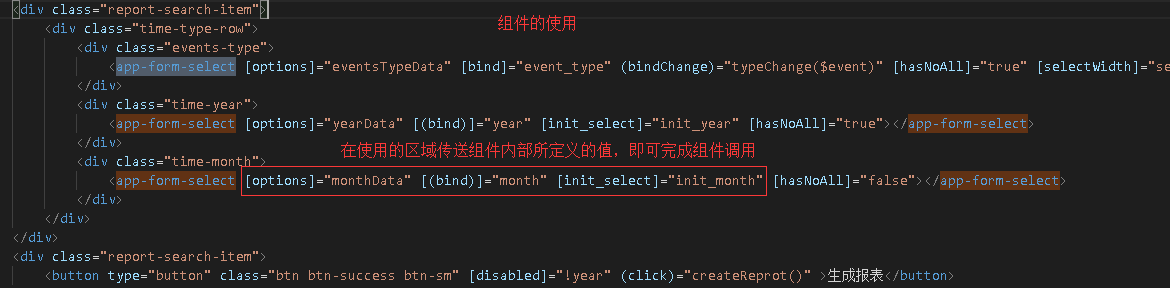 <div class="report-search-item">
组件的使用
<div class="time-type-row">
<div class="events-type">
<app-form-select [options]="eventsTypeData" [bind]="event_type" (bindChange)="typeChange($event)" [hasNoAll]="true" [selectWidth]="se
</div>
<div class="time-year">
<app-form-select [options]="yearData" [(bind)]="year" [init_select]="init_year" [hasNoAll]="true"></app-form-select>
</div>
在使用的区域传送组件内部所定义的值，即可完成组件调用
<div class="time-month">
<app-form-select [options]="monthData" [(bind)]="month" [init_select]="init_month" [hasNoAll]="false"></app-form-select>
</div>
</div>
</div>
<div class="report-search-item">
<button type="button" class="btn btn-success btn-sm" [disabled]="!year" (click)="createReprot()" >生成报表</button>